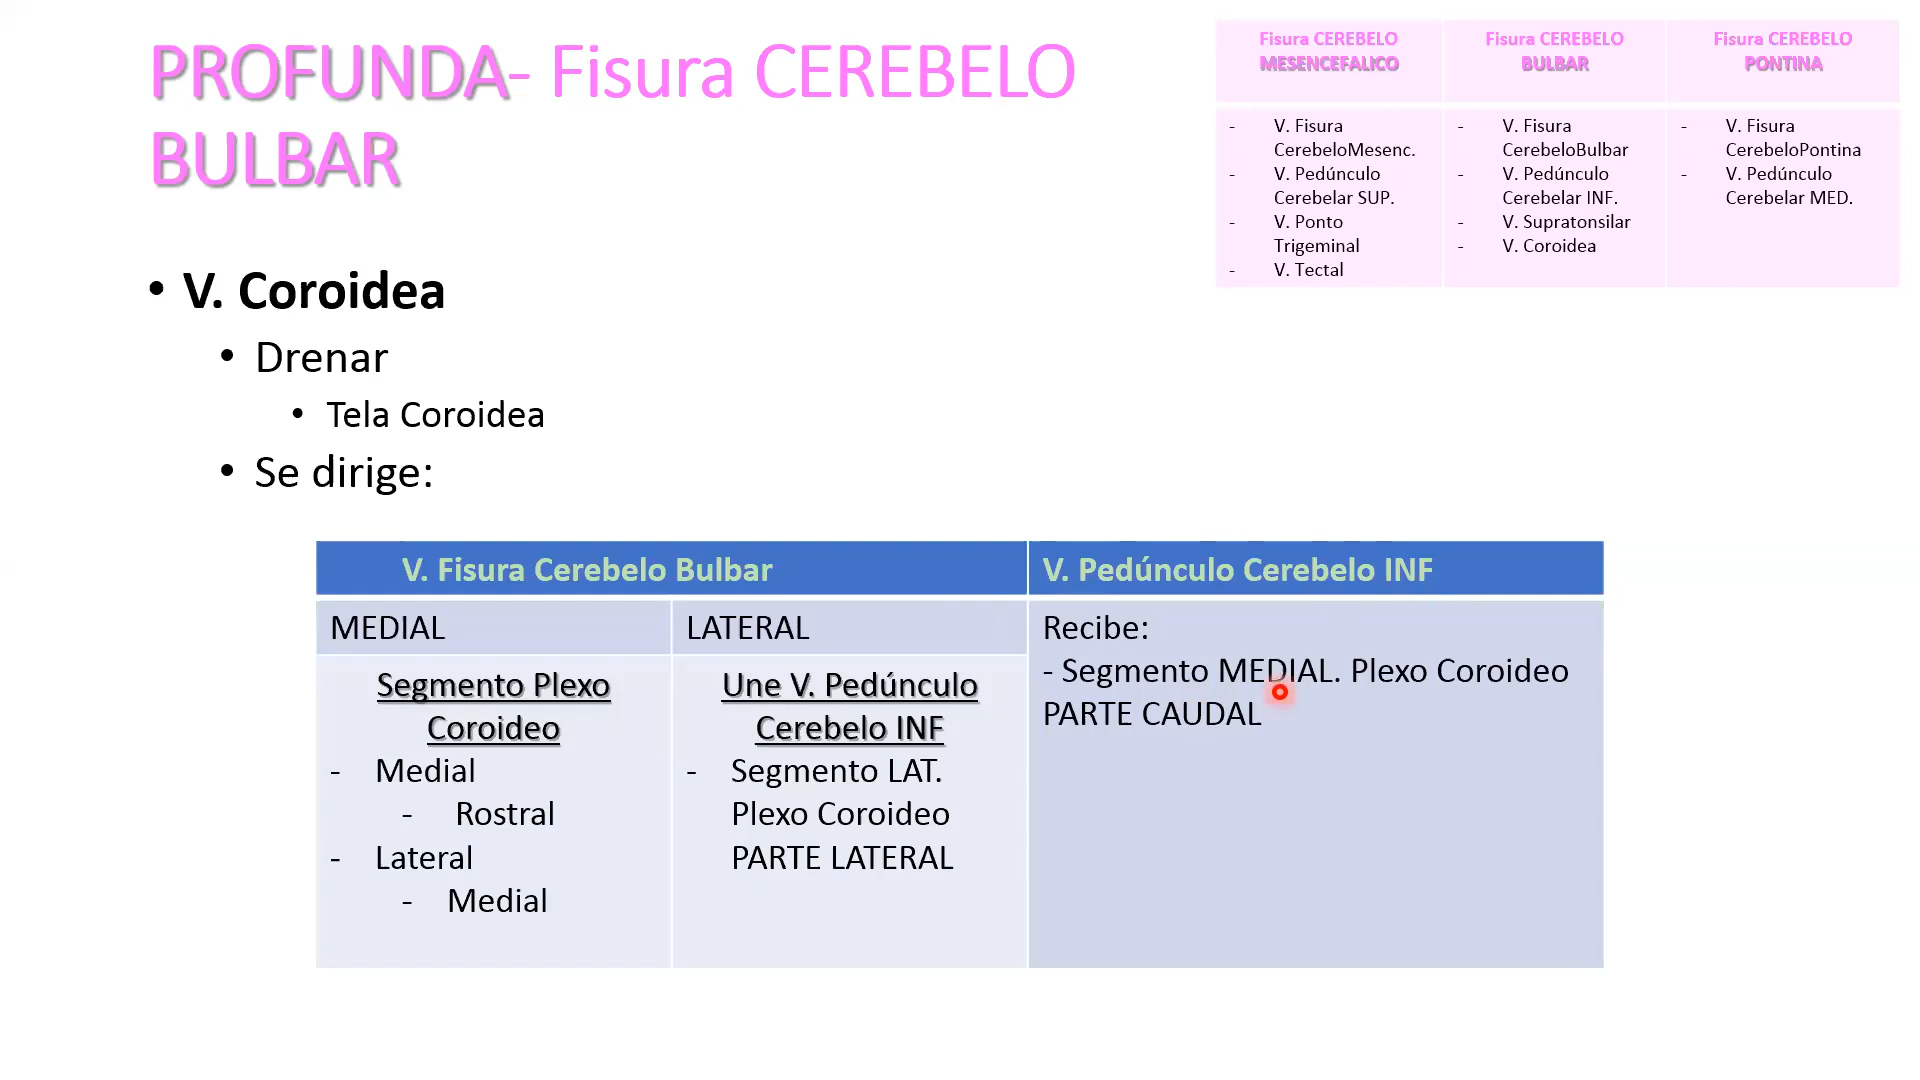 PROFUNDA- Fisura CEREBELO
BULBAR
Fisura CEREBELO
MESENCEFALICO
Fisura CEREBELO
BULBAR
Fisura CEREBELO
PONTINA
- V. Fisura
CerebeloMesenc.
- V. Pedúnculo
Cerebelar SUP.
- V. Ponto
Trigeminal
- V. Tectal
- V. Fisura
CerebeloBulbar
- V. Pedúnculo
Cerebelar INF.
- V. Supratonsilar
- V. Coroidea
- V. Fisura
CerebeloPontina
- V. Pedúnculo
Cerebelar MED.
• V. Coroidea
• Drenar
• Tela Coroidea
• Se dirige:
V. Fisura Cerebelo Bulbar
V. Pedúnculo Cerebelo INF
MEDIAL
LATERAL
Segmento Plexo
Coroideo
- Medial
- Rostral
- Lateral
- Medial
Une V. Pedúnculo
Cerebelo INF
- Segmento LAT.
Plexo Coroideo
PARTE LATERAL
Recibe:
- Segmento MEDIAL. Plexo Coroideo
PARTE CAUDAL